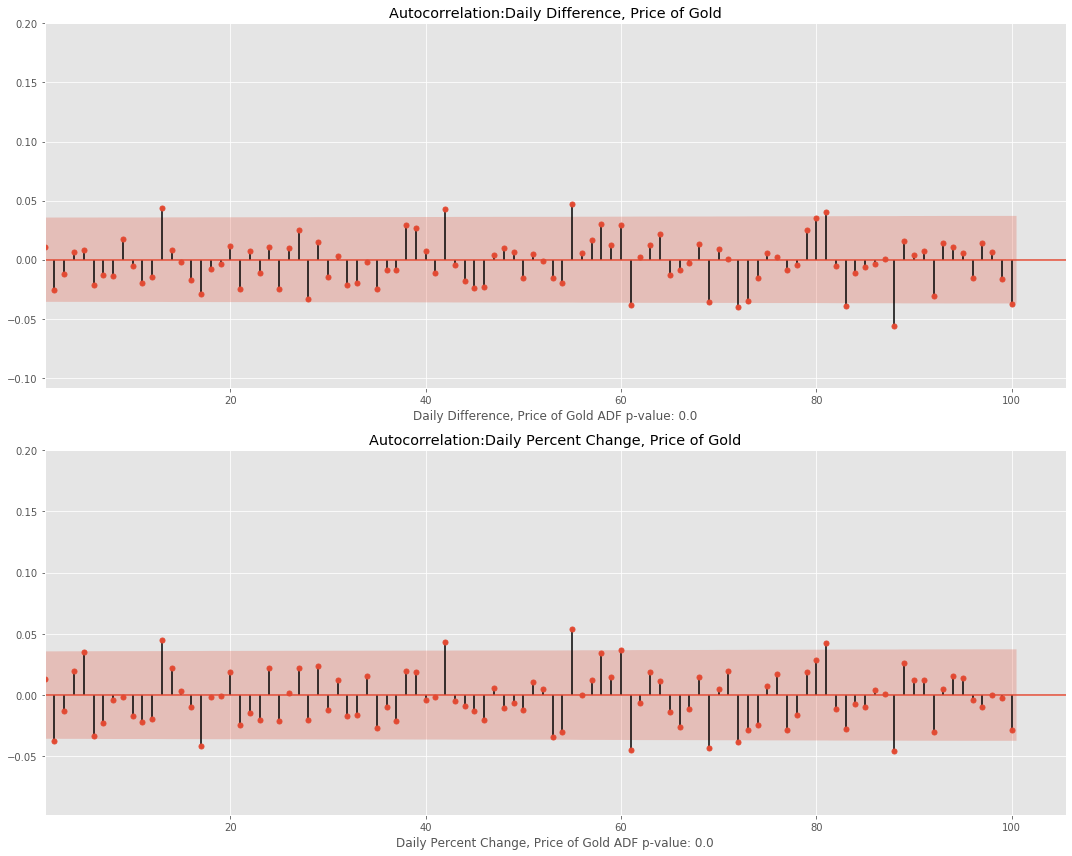 Autocorrelation:Daily Difference, Price of Gold
0.20
0.15
0.10
0.05
0.00
−0.05
−0.10
20 40 60 80 100
Daily Difference, Price of Gold ADF p-value: 0.0
Autocorrelation:Daily Percent Change, Price of Gold
0.20
0.15
0.10
0.05
0.00
−0.05
20 40 60 80 100
Daily Percent Change, Price of Gold ADF p-value: 0.0